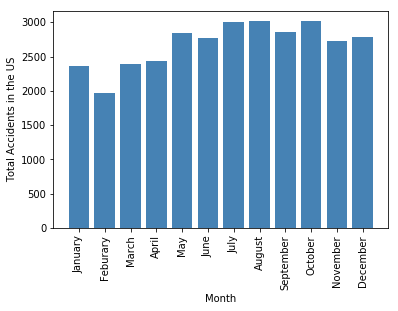 3000
2500
2000
1500
1000
500
0
Total Accidents in the US
January
Feburary
March
April
May
June
July
August
September
October
November
December
Month